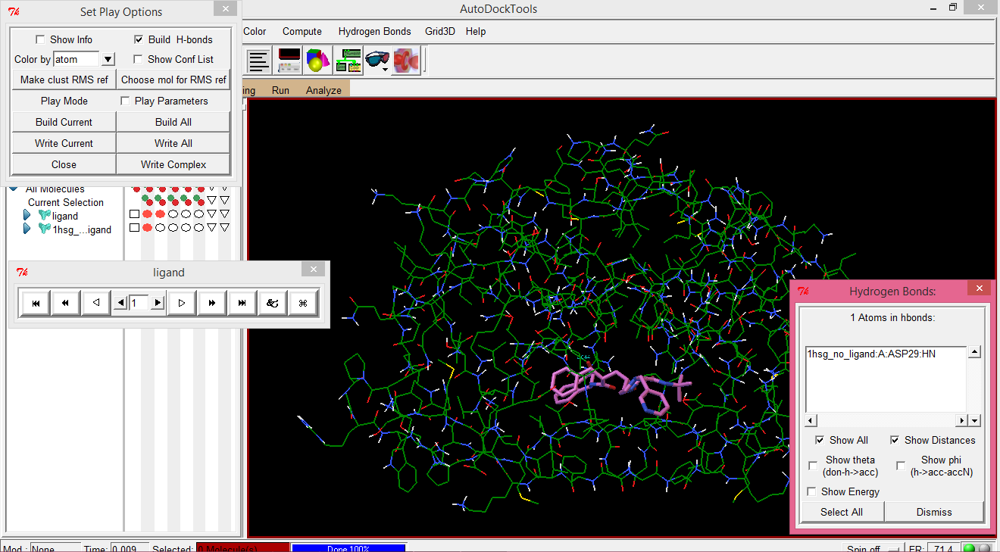 Set Play Options
AutoDockTools
Show Info
Build H-bonds
Color by
atom
Show Conf List
Make clust RMS ref
Choose mol for RMS ref
Play Mode
Play Parameters
Build Current
Build All
Write Current
Write All
Close
Write Complex
Color
Compute
Hydrogen Bonds
Grid3D
Help
ing
Run
Analyze
All Molecules
Current Selection
ligand
1hsg_...igand
ligand
1
Hydrogen Bonds:
1 Atoms in hbonds:
1hsg_no_ligand:A:ASP29:HN
Show All
Show Distances
Show theta
(don-h->acc)
Show phi
(h->acc-accN)
Show Energy
Select All
Dismiss
Mod.:
None
Time:
0.009
Selected:
0 Molecule(s)
Done 100%
Spin off
FR:
71.4